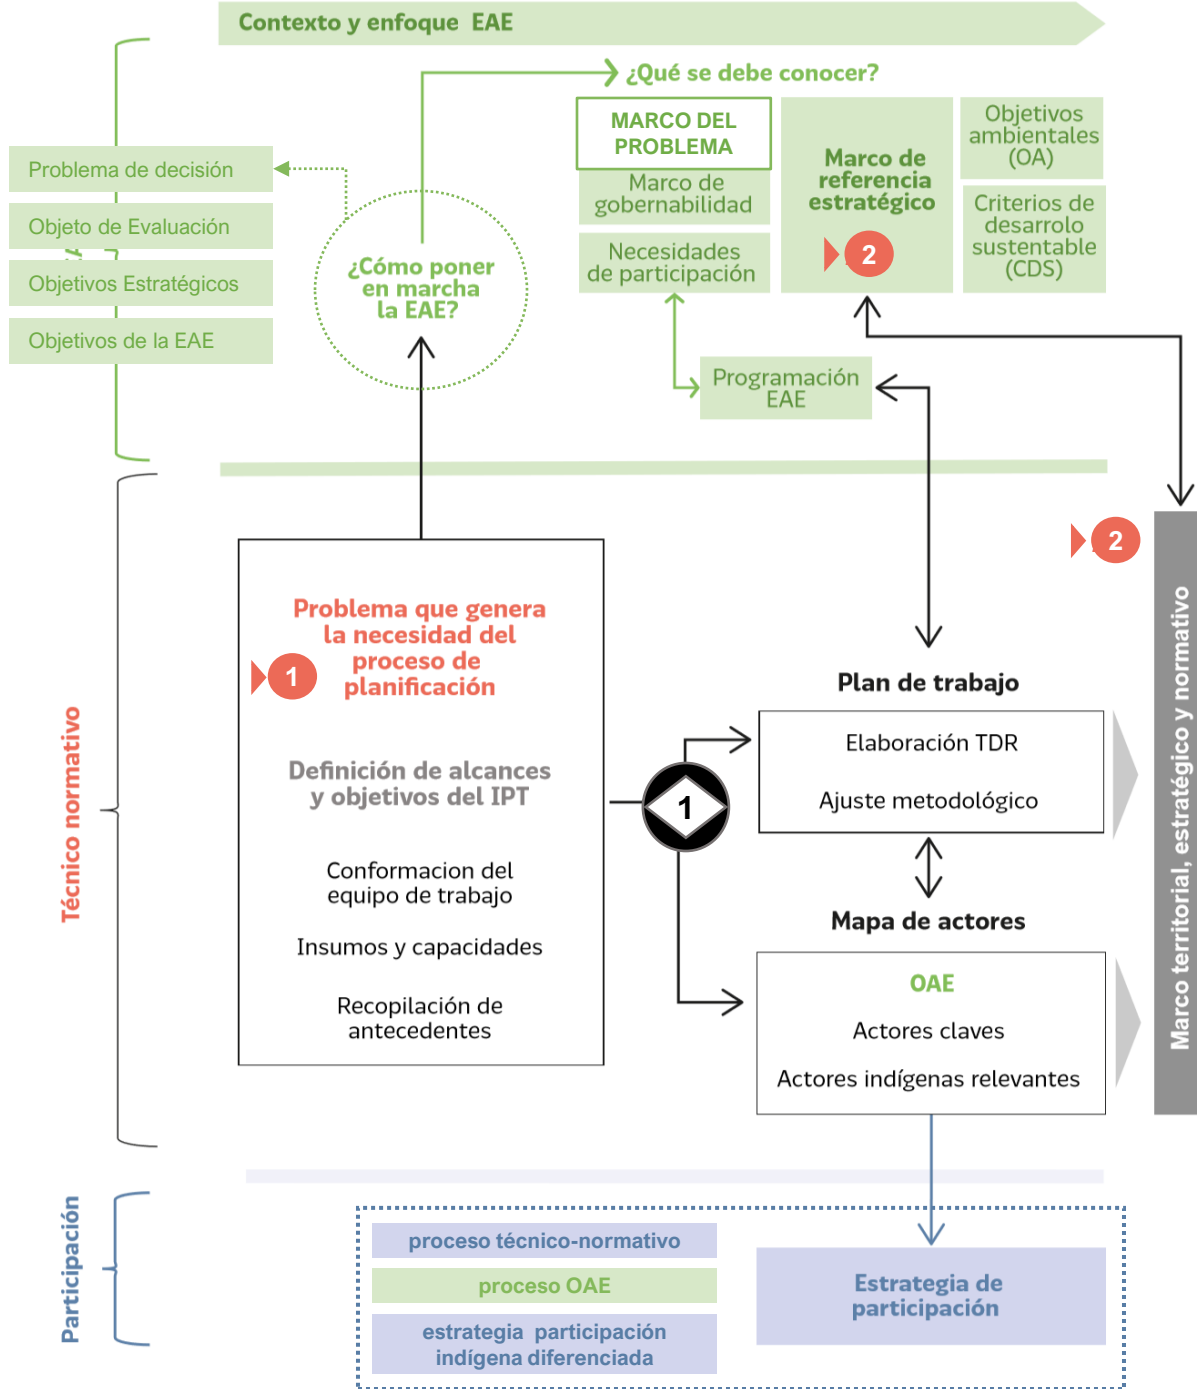 Contexto y enfoque EAE
¿Qué se debe conocer?
MARCO DEL
PROBLEMA
Marco de
gobernabilidad
Necesidades
de participación
Marco de
referencia
estratégico
2
Objetivos
ambientales
(OA)
Criterios de
desarrolo
sustentable
(CDS)
Problema de decisión
Objeto de Evaluación
Objetivos Estratégicos
Objetivos de la EAE
¿Cómo poner
en marcha
la EAE?
Programación
EAE
Técnico normativo
Problema que genera
la necesidad del
proceso de
planificación
1
Definición de alcances
y objetivos del IPT
Conformacion del
equipo de trabajo
Insumos y capacidades
Recopilación de
antecedentes
1
Plan de trabajo
Elaboración TDR
Ajuste metodológico
Mapa de actores
OAE
Actores claves
Actores indígenas relevantes
2
Marco territorial, estratégico y normativo
Participación
proceso técnico-normativo
proceso OAE
estrategia participación
indígena diferenciada
Estrategia de
participación